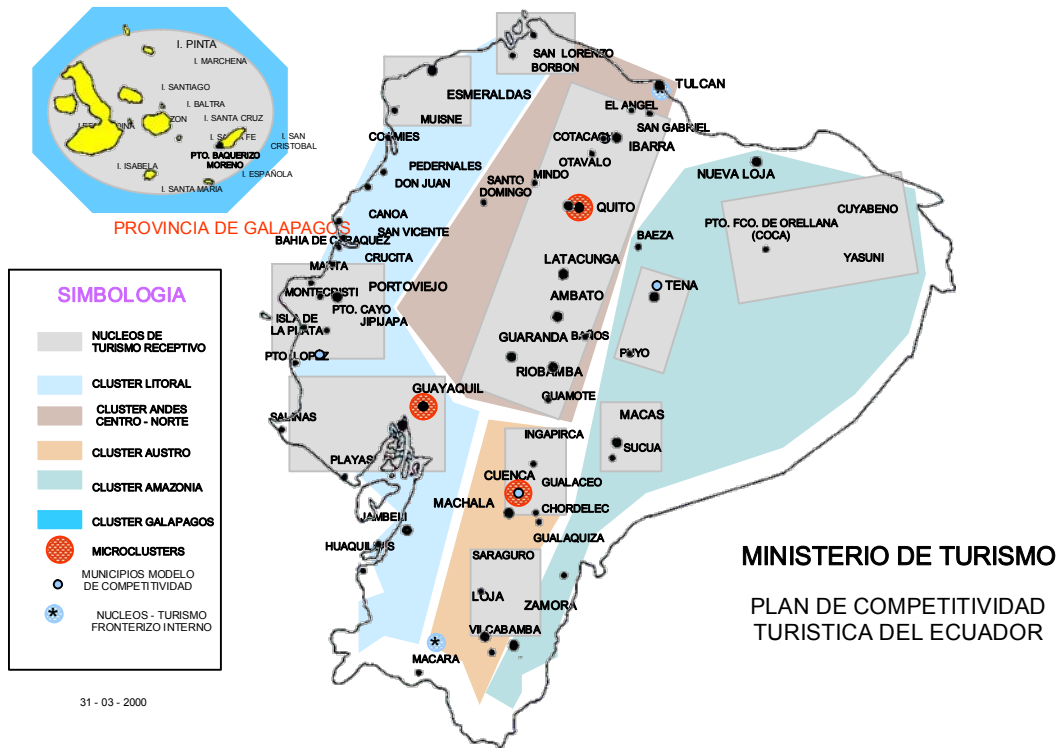 I. PINTA
I. MARCHENA
I. SANTIAGO
I. BALTRA
I. SANTA CRUZ
I. SAN
CRISTOBAL
PTO. BAQUERIZO
MORENO
I. ISABELA
I. ESPAÑOLA
I. SANTA MARIA
PROVINCIA DE GALAPAGOS
SAN LORENZO
BORBON
ESMERALDAS
MUISNE
TULCAN
EL ANGEL
SAN GABRIEL
IBARRA
OTAVALO
PEDERNALES
DON JUAN
SANTO
DOMINGO
MINDO
NUEVA LOJA
CANOA
SAN VICENTE
QUITO
CUYABENO
PTO. FCO. DE ORELLANA
(COCA)
YASUNI
BAEZA
CRUCITA
MANTA
LATACUNGA
MONTECRISTI
PORTOVIEJO
TENA
PTO. CAYO
JIPIJAPA
ISLA DE
LA PLATA
AMBATO
GUARANDA
BAÑOS
PTO. LOPEZ
PUYO
RIOBAMBA
GUAYAQUIL
GUAMOTE
SALINAS
MACAS
INGAPIRCA
SUCUA
PLAYAS
CUENCA
GUALACEO
MACHALA
CHORDELEC
JAMBELI
GUALAQUIZA
SARAGURO
LOJA
ZAMORA
VILCABAMBA
MACARA
SIMBOLOGIA
NUCLEOS DE
TURISMO RECEPTIVO
CLUSTER LITORAL
CLUSTER ANDES
CENTRO - NORTE
CLUSTER AUSTRO
CLUSTER AMAZONIA
CLUSTER GALAPAGOS
MICROCLUSTERS
MUNICIPIOS MODELO
DE COMPETITIVIDAD
NUCLEOS - TURISMO
FRONTERIZO INTERNO
31 - 03 - 2000
MINISTERIO DE TURISMO
PLAN DE COMPETITIVIDAD
TURISTICA DEL ECUADOR